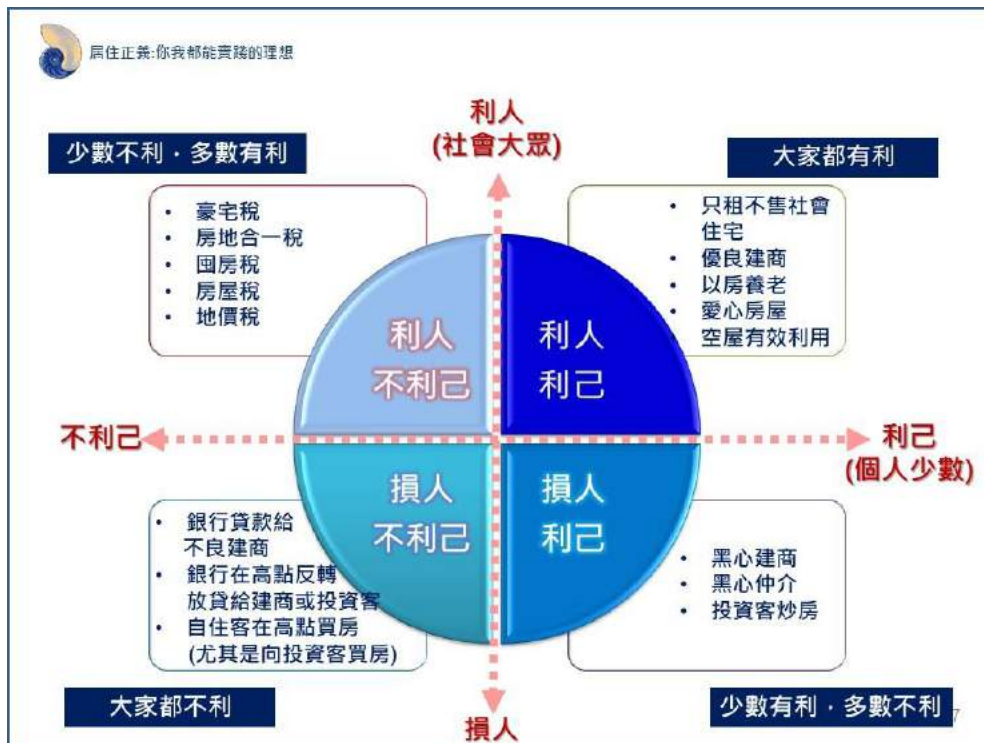 居住正義:你我都能實踐的理想
利人
(社會大眾)
少數不利・多數有利
大家都有利
• 豪宅稅
• 房地合一稅
• 囤房稅
• 房屋稅
• 地價稅
• 只租不售社會
住宅
• 優良建商
• 以房養老
• 愛心房屋
空屋有效利用
利人
不利己
利人
利己
不利己
利己
(個人少數)
損人
不利己
損人
利己
• 銀行貸款給
不良建商
• 銀行在高點反轉
放貸給建商或投資客
• 自住客在高點買房
(尤其是向投資客買房)
• 黑心建商
• 黑心仲介
• 投資客炒房
大家都不利
損人
少數有利・多數不利
7